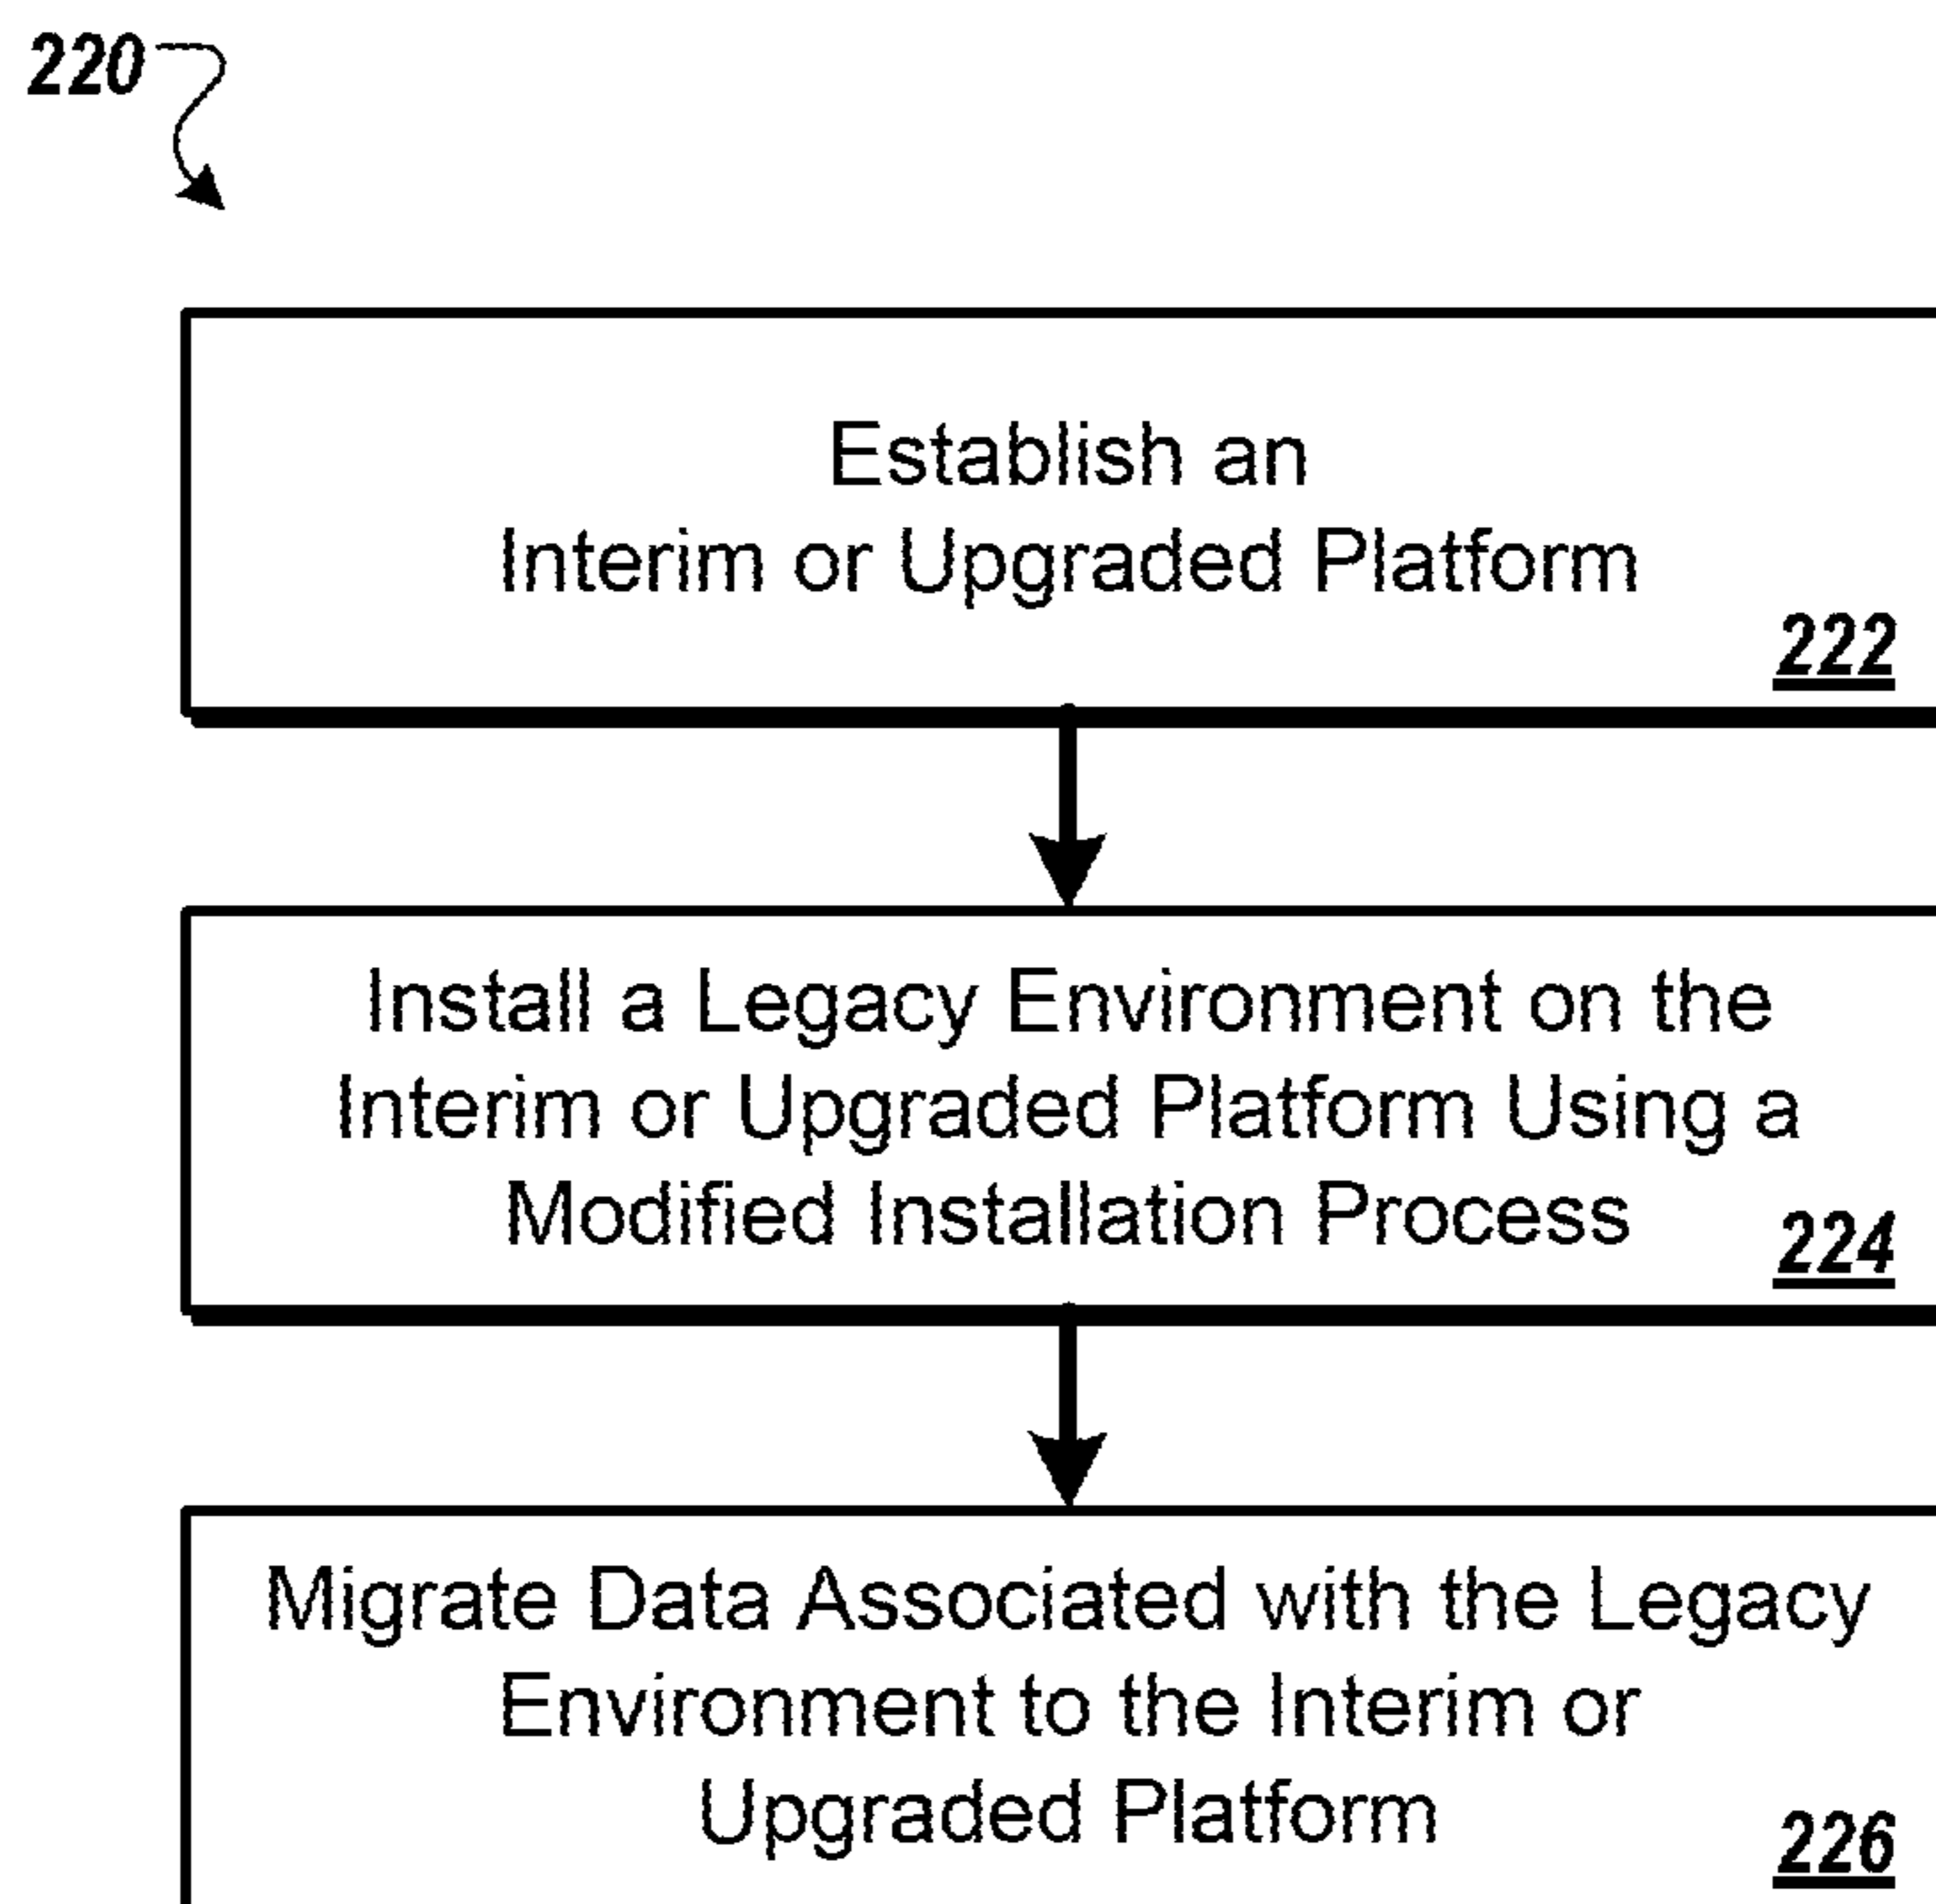 220
Establish an
Interim or Upgraded Platform
222
Install a Legacy Environment on the
Interim or Upgraded Platform Using a
Modified Installation Process
224
Migrate Data Associated with the Legacy
Environment to the Interim or
Upgraded Platform
226